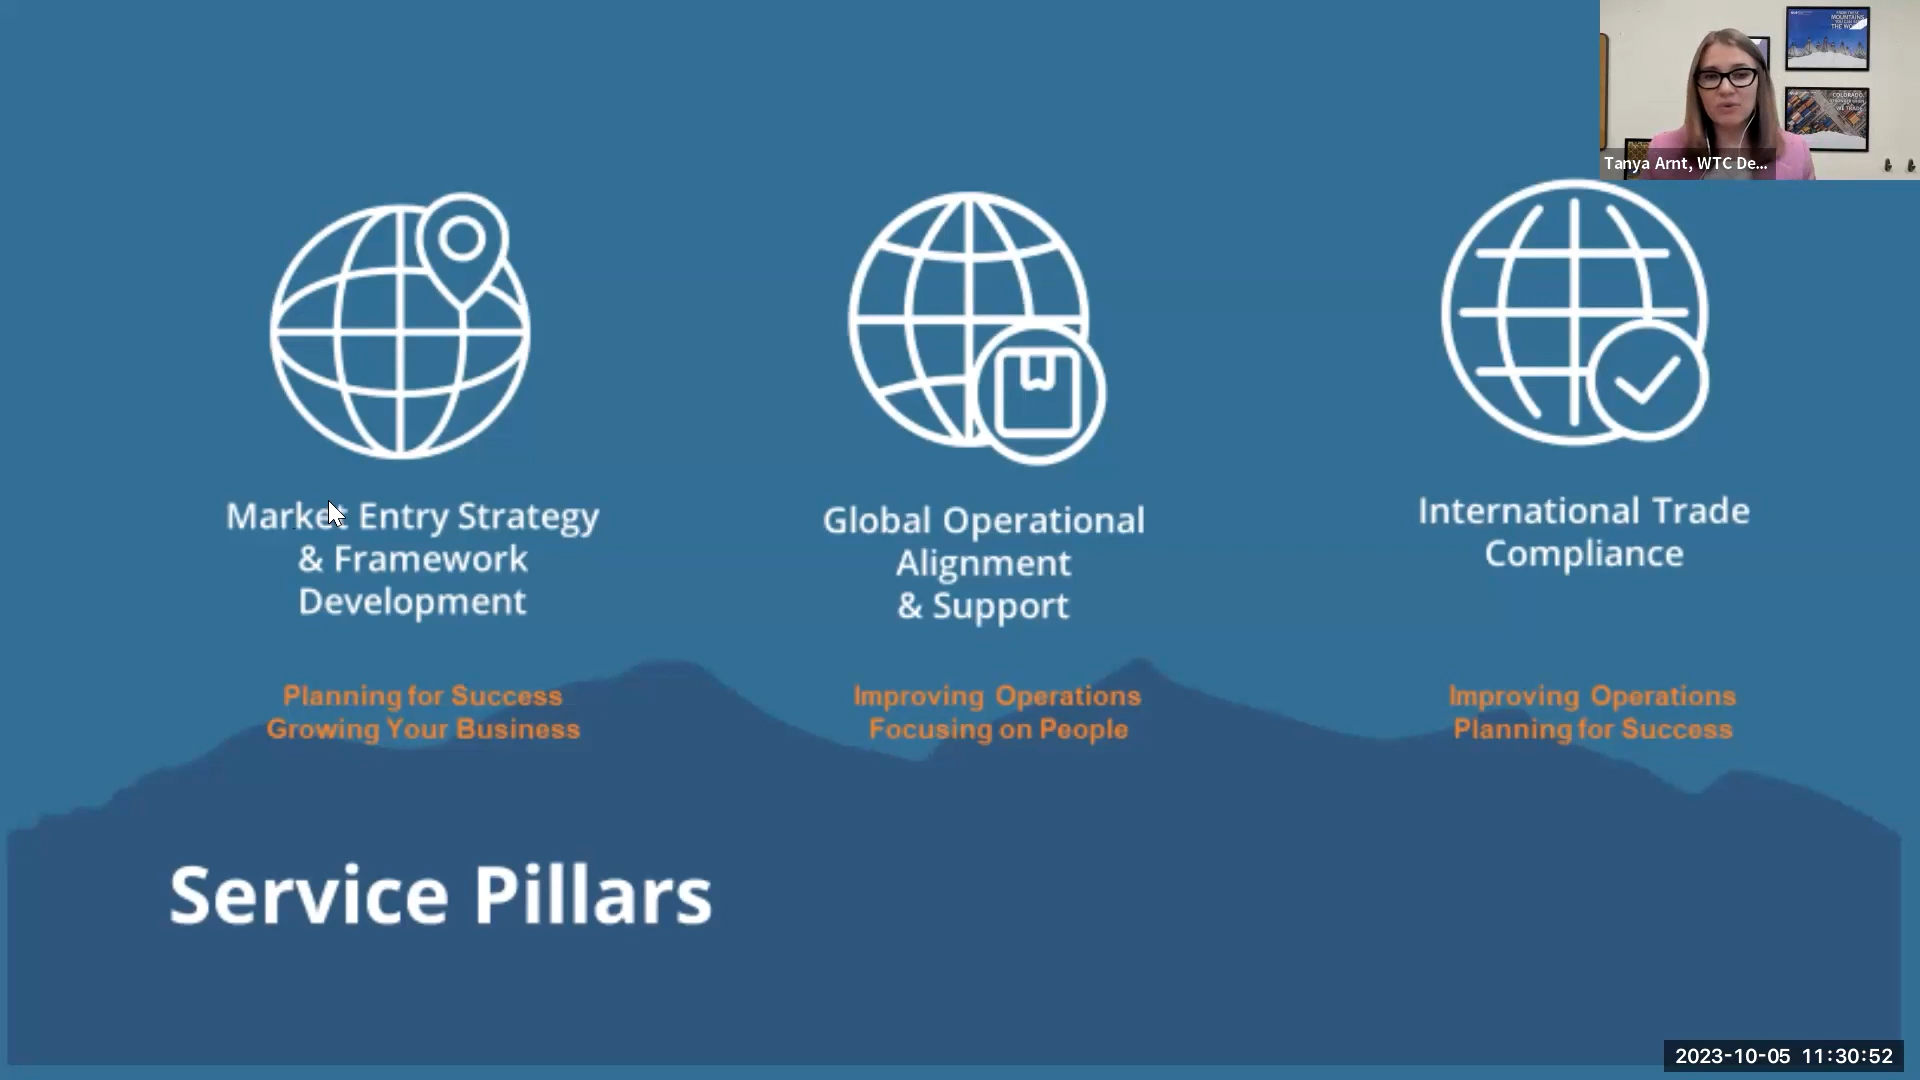 Tanya Arnt, WTC De...
Market Entry Strategy
& Framework
Development
Global Operational
Alignment
& Support
International Trade
Compliance
Planning for Success
Growing Your Business
Improving Operations
Focusing on People
Improving Operations
Planning for Success
Service Pillars
2023-10-05 11:30:52